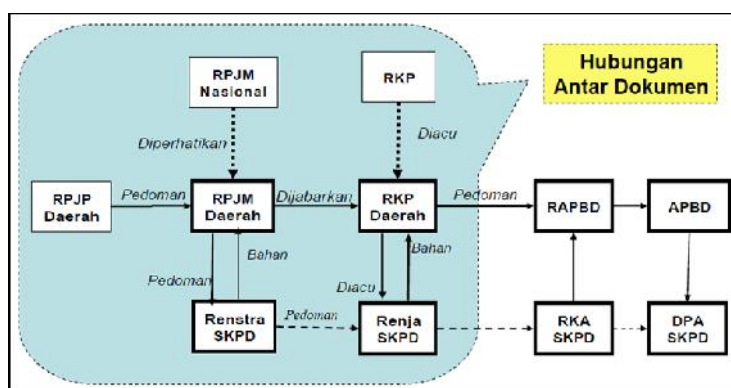 Hubungan
Antar Dokumen
RPJM
Nasional
RKP
Diperhatikan
Diacu
RPJP
Daerah
Pedoman
RPJM
Daerah
Dijabarkan
RKP
Daerah
Pedoman
RAPBD
APBD
Pedoman
Bahan
Diacu
Bahan
Renstra
SKPD
Pedoman
Renja
SKPD
RKA
SKPD
DPA
SKPD